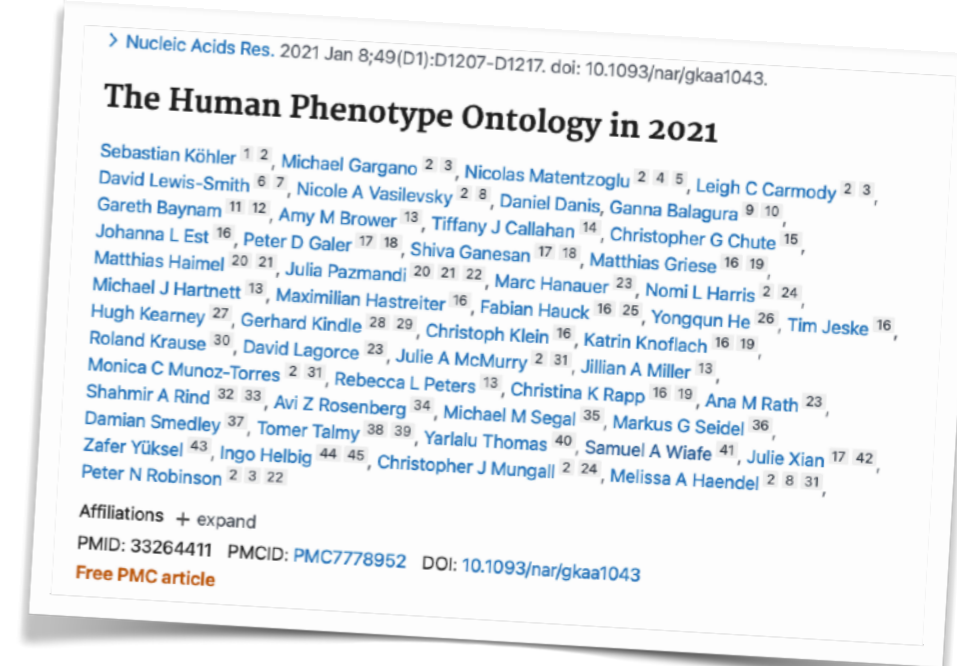 > Nucleic Acids Res. 2021 Jan 8;49(D1):D1207-D1217. doi: 10.1093/nar/gkaa1043.
The Human Phenotype Ontology in 2021
Sebastian Köhler 1 2, Michael Gargano 2 3, Nicolas Matentzoglu 2 4 5, Leigh C Carmody 2 3,
David Lewis-Smith 6 7, Nicole A Vasilevsky 2 8, Daniel Danis, Ganna Balagura 9 10,
Gareth Baynam 11 12, Amy M Brower 13, Tiffany J Callahan 14, Christopher G Chute 15,
Johanna L Est 16, Peter D Galer 17 18, Shiva Ganesan 17 18, Matthias Griese 16 19,
Matthias Haimel 20 21, Julia Pazmandi 20 21 22, Marc Hanauer 23, Nomi L Harris 2 24,
Michael J Hartnett 13, Maximilian Hastreiter 16, Fabian Hauck 16 25, Yongqun He 26, Tim Jeske 16,
Hugh Kearney 27, Gerhard Kindle 28 29, Christoph Klein 16, Katrin Knoflach 16 19,
Roland Krause 30, David Lagorce 23, Julie A McMurry 2 31, Jillian A Miller 13,
Monica C Munoz-Torres 2 31, Rebecca L Peters 13, Christina K Rapp 16 19, Ana M Rath 23,
Shahmir A Rind 32 33, Avi Z Rosenberg 34, Michael M Segal 35, Markus G Seidel 36,
Damian Smedley 37, Tomer Talmy 38 39, Yarlalu Thomas 40, Samuel A Wiafe 41, Julie Xian 17 42,
Zafer Yüksel 43, Ingo Helbig 44 45, Christopher J Mungall 2 24, Melissa A Haendel 2 8 31,
Peter N Robinson 2 3 22
Affiliations + expand
PMID: 33264411 PMCID: PMC7778952 DOI: 10.1093/nar/gkaa1043
Free PMC article